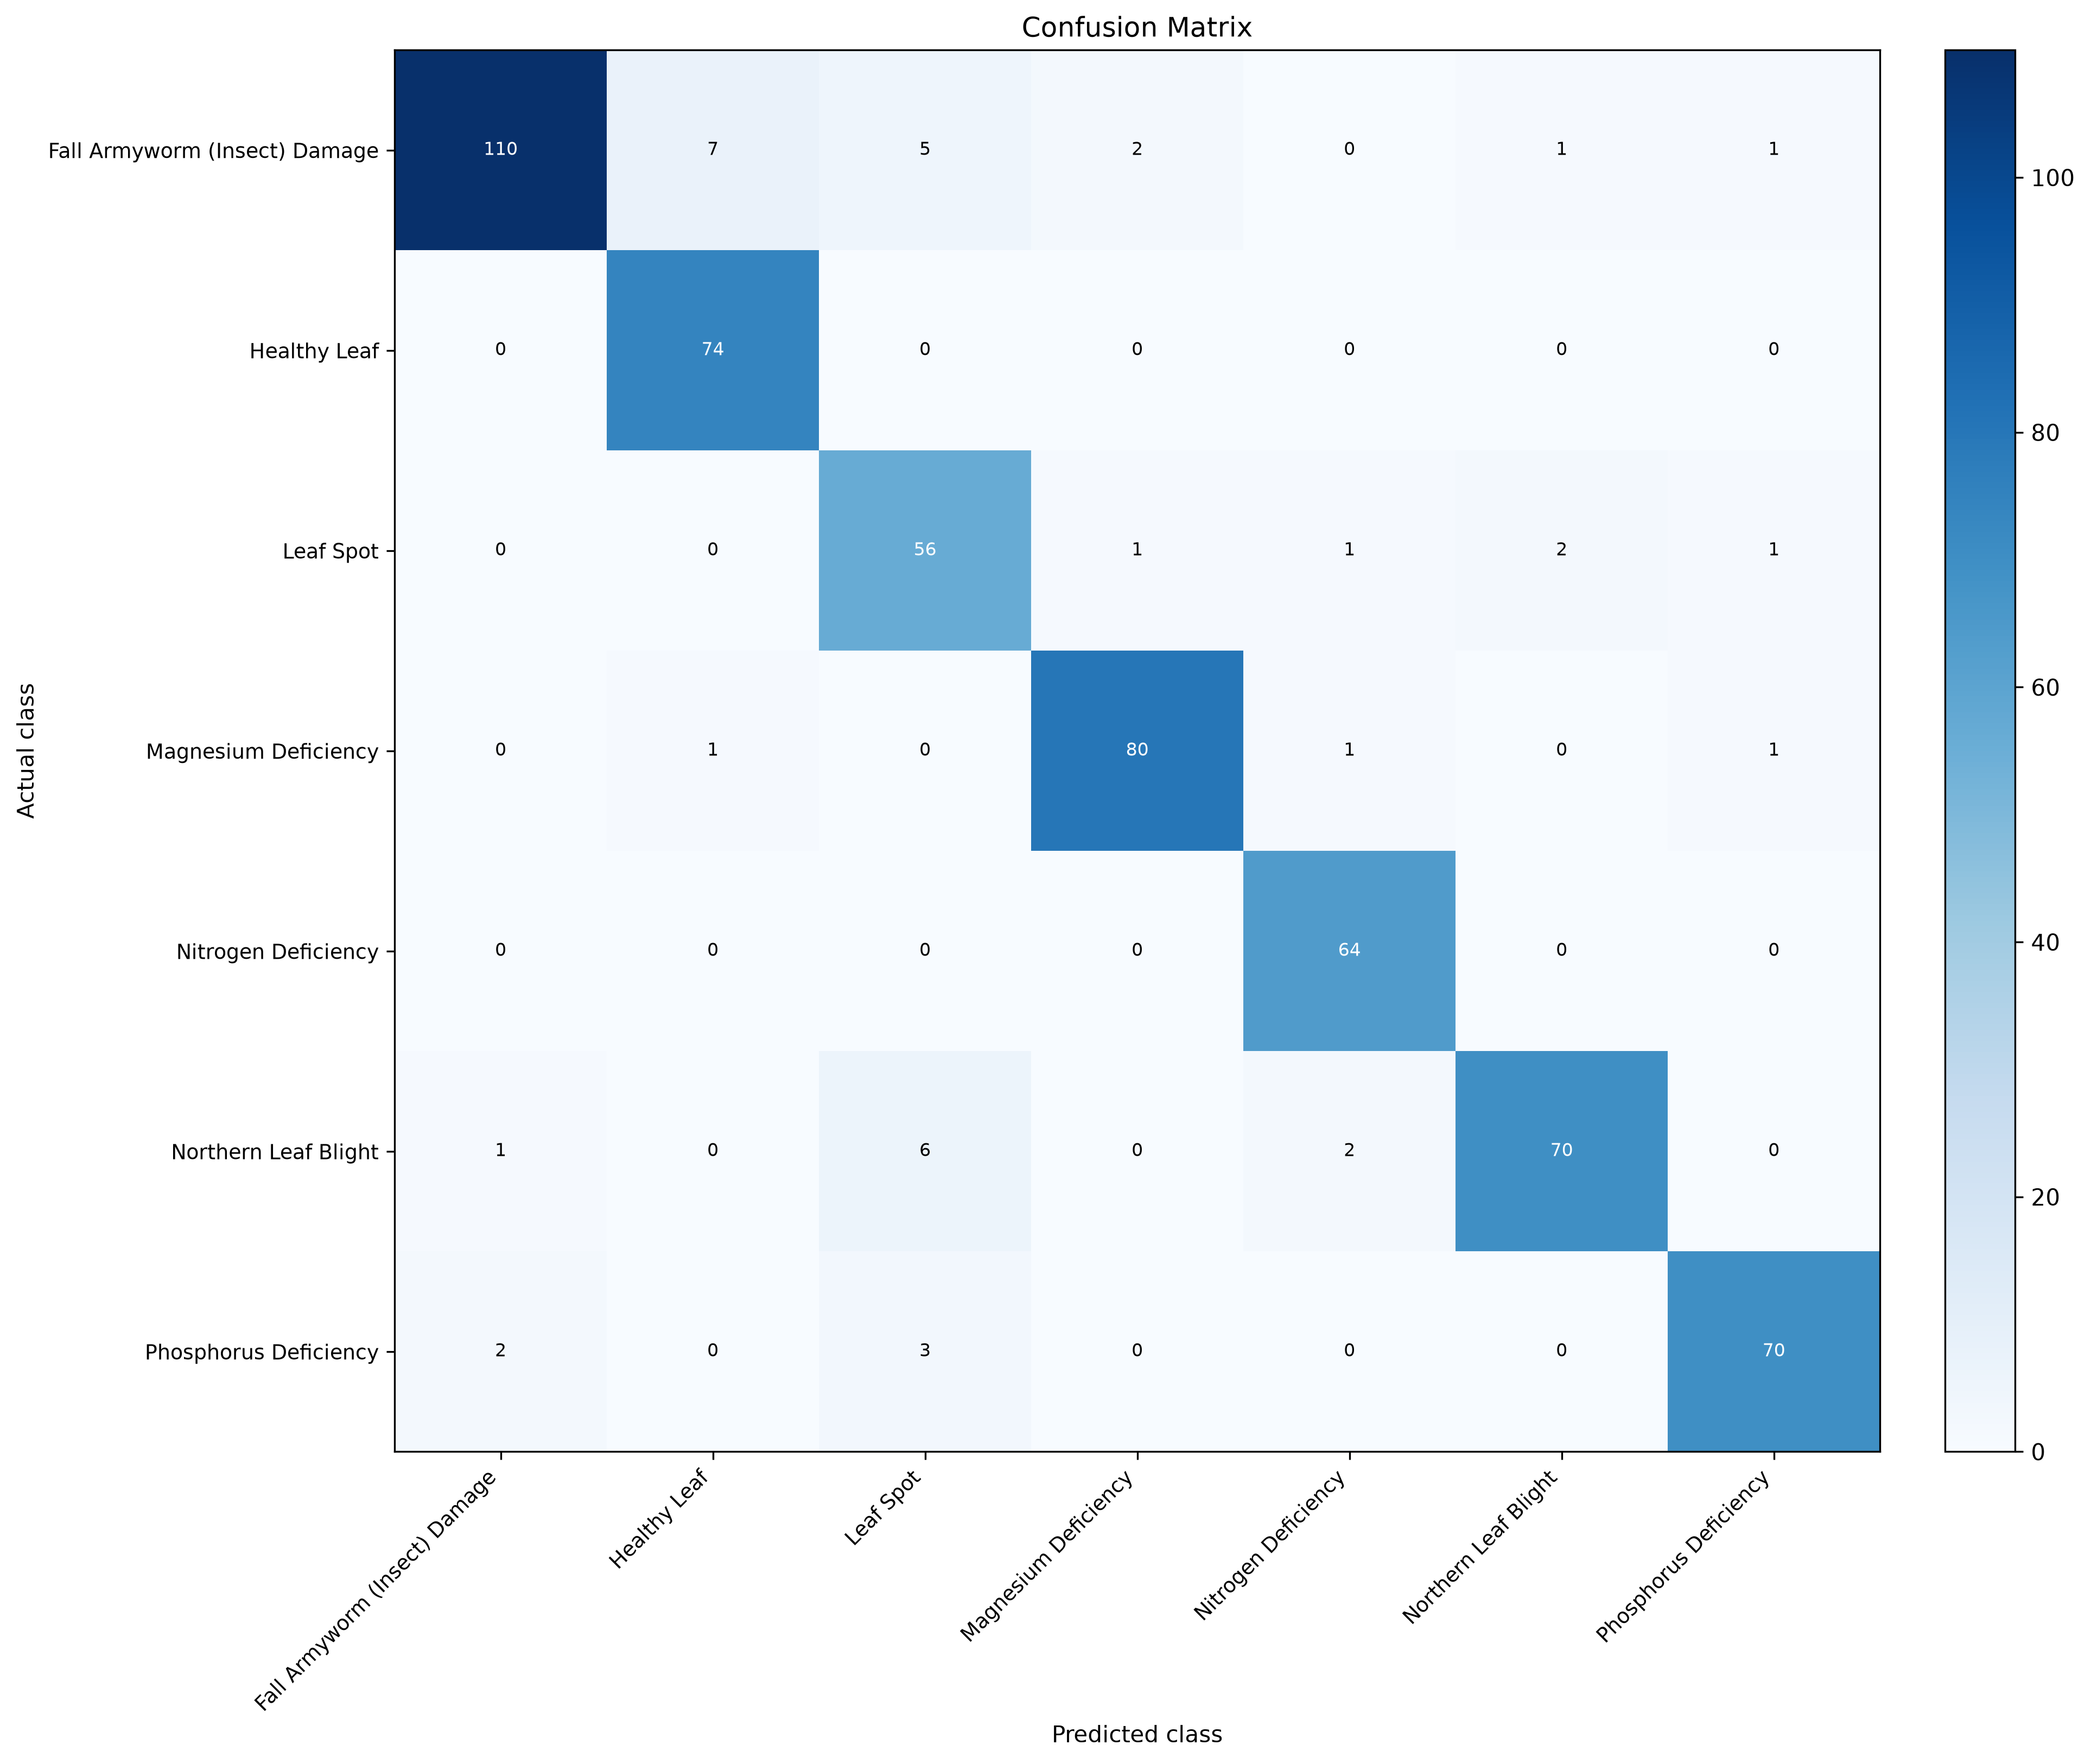 Confusion Matrix
Fall Armyworm (Insect) Damage 110 7 5 2 0 1 1
Healthy Leaf 0 74 0 0 0 0 0
Leaf Spot 0 0 56 1 1 2 1
Magnesium Deficiency 0 1 0 80 1 0 1
Nitrogen Deficiency 0 0 0 0 64 0 0
Northern Leaf Blight 1 0 6 0 2 70 0
Phosphorus Deficiency 2 0 3 0 0 0 70
Actual class
Fall Armyworm (Insect) Damage
Healthy Leaf
Leaf Spot
Magnesium Deficiency
Nitrogen Deficiency
Northern Leaf Blight
Phosphorus Deficiency
Predicted class
100
80
60
40
20
0